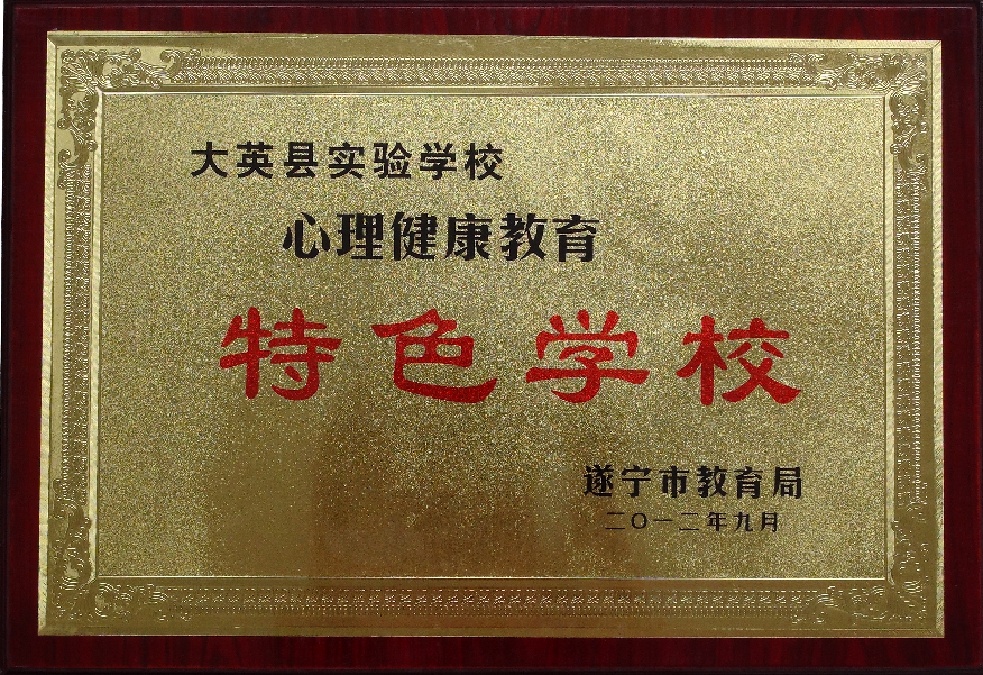 大英县实验学校
心理健康教育
特色学校
遂宁市教育局
二〇一二年九月